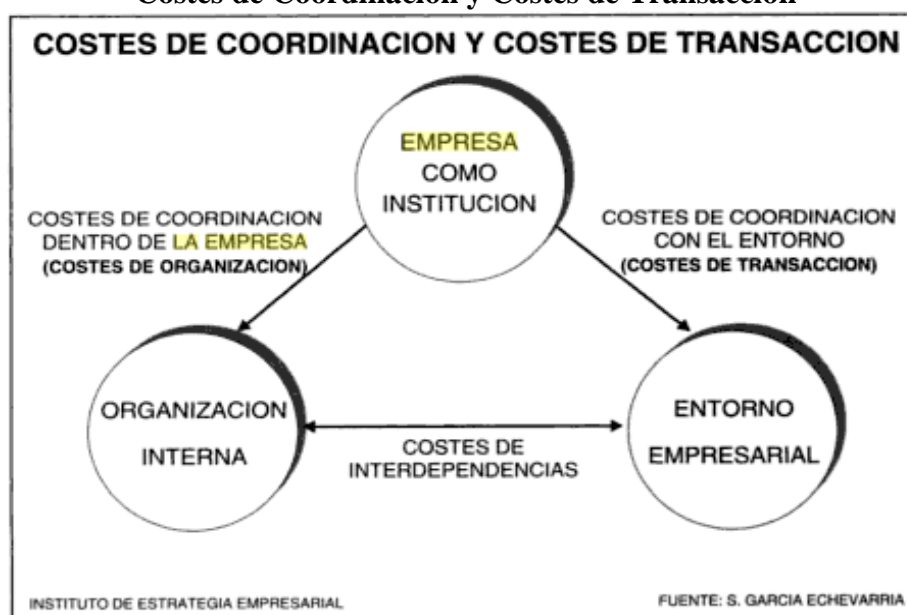 Costes de Coordinación y Costes de Transacción
COSTES DE COORDINACION Y COSTES DE TRANSACCION
EMPRESA
COMO
INSTITUCION
COSTES DE COORDINACION
DENTRO DE LA EMPRESA
(COSTES DE ORGANIZACION)
COSTES DE COORDINACION
CON EL ENTORNO
(COSTES DE TRANSACCION)
ORGANIZACION
INTERNA
COSTES DE
INTERDEPENDENCIAS
ENTORNO
EMPRESARIAL
INSTITUTO DE ESTRATEGIA EMPRESARIAL
FUENTE: S. GARCIA ECHEVARRIA